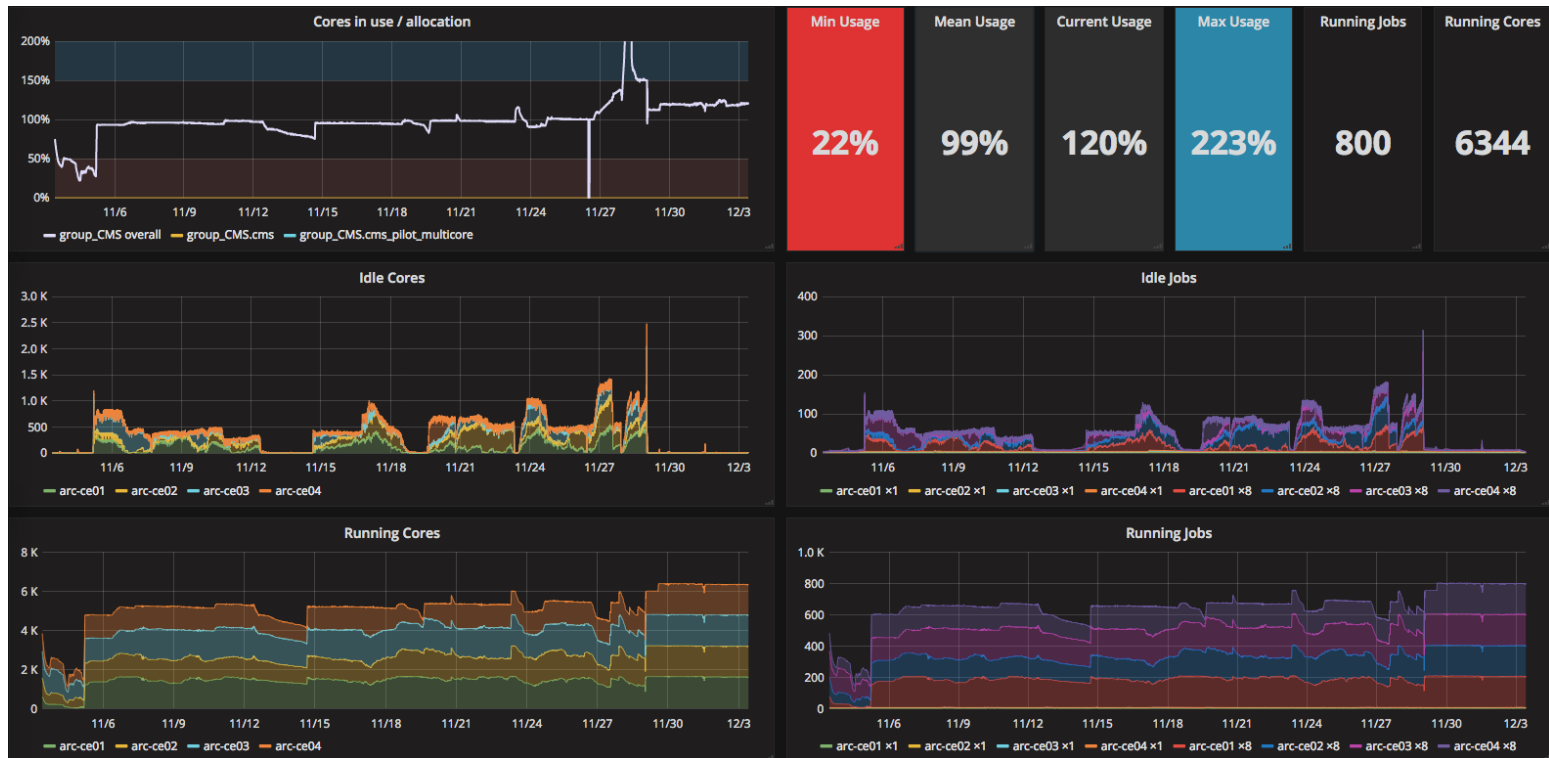 Cores in use / allocation
200%
150%
100%
50%
0%
11/6 11/9 11/12 11/15 11/18 11/21 11/24 11/27 11/30 12/3
group_CMS overall group_CMS.cms group_CMS.cms_pilot_multicore
Min Usage
22%
Mean Usage
99%
Current Usage
120%
Max Usage
223%
Running Jobs
800
Running Cores
6344
Idle Cores
3.0 K
2.5 K
2.0 K
1.5 K
1.0 K
500
0
11/6 11/9 11/12 11/15 11/18 11/21 11/24 11/27 11/30 12/3
arc-ce01 arc-ce02 arc-ce03 arc-ce04
Idle Jobs
400
300
200
100
0
11/6 11/9 11/12 11/15 11/18 11/21 11/24 11/27 11/30 12/3
arc-ce01 ×1 arc-ce02 ×1 arc-ce03 ×1 arc-ce04 ×1 arc-ce01 ×8 arc-ce02 ×8 arc-ce03 ×8 arc-ce04 ×8
Running Cores
8 K
6 K
4 K
2 K
0
11/6 11/9 11/12 11/15 11/18 11/21 11/24 11/27 11/30 12/3
arc-ce01 arc-ce02 arc-ce03 arc-ce04
Running Jobs
1.0 K
800
600
400
200
0
11/6 11/9 11/12 11/15 11/18 11/21 11/24 11/27 11/30 12/3
arc-ce01 ×1 arc-ce02 ×1 arc-ce03 ×1 arc-ce04 ×1 arc-ce01 ×8 arc-ce02 ×8 arc-ce03 ×8 arc-ce04 ×8